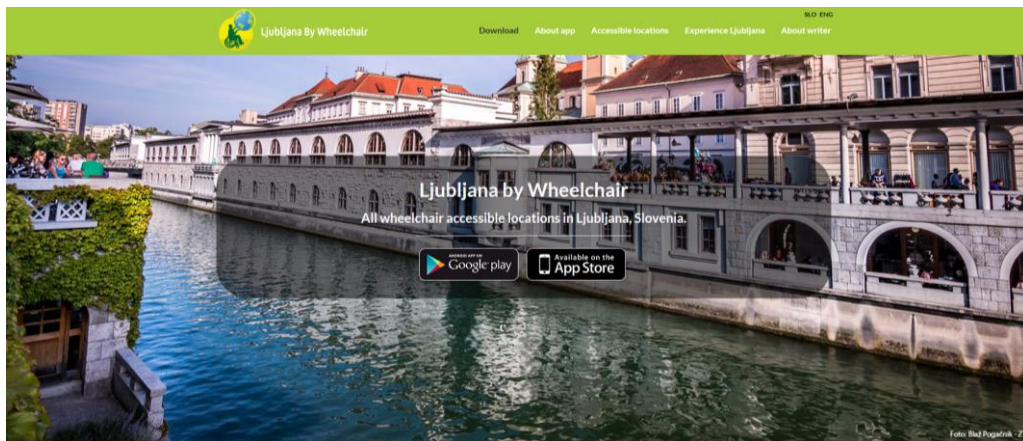 SLO ENG
Ljubljana By Wheelchair
Download About app Accessible locations Experience Ljubljana About writer
Ljubljana by Wheelchair
All wheelchair accessible locations in Ljubljana, Slovenia.
ANDROID APP ON
Google play
Available on the
App Store
Foto: Blaž Pogačnik - Z